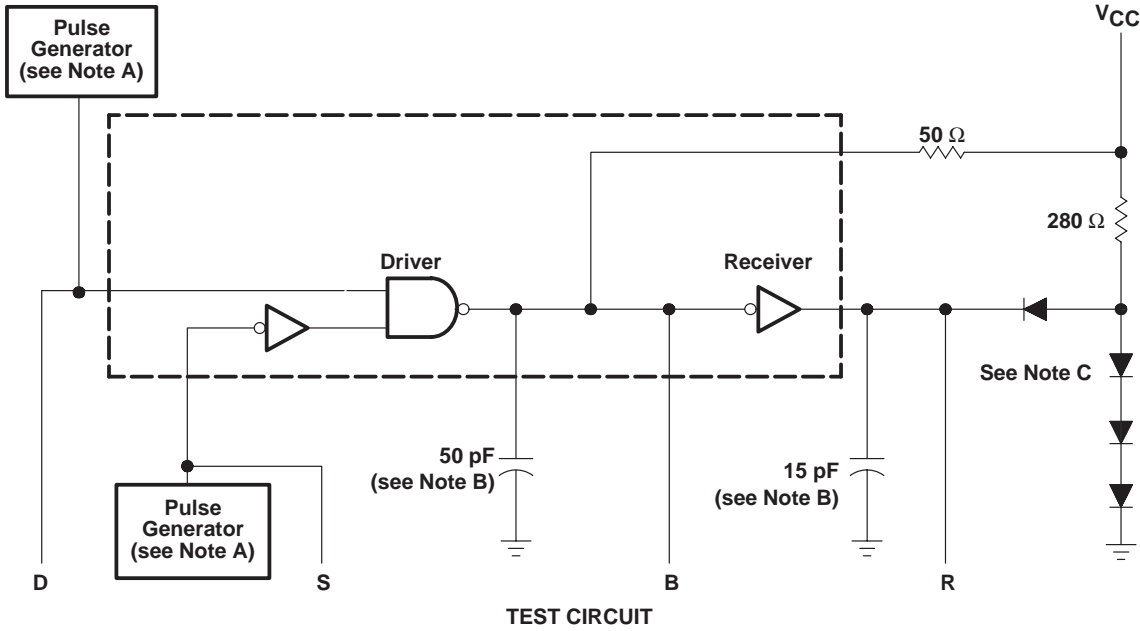 Pulse
Generator
(see Note A)
VCC
50 Ω
280 Ω
Driver
Receiver
See Note C
50 pF
(see Note B)
15 pF
(see Note B)
Pulse
Generator
(see Note A)
D
S
B
R
TEST CIRCUIT